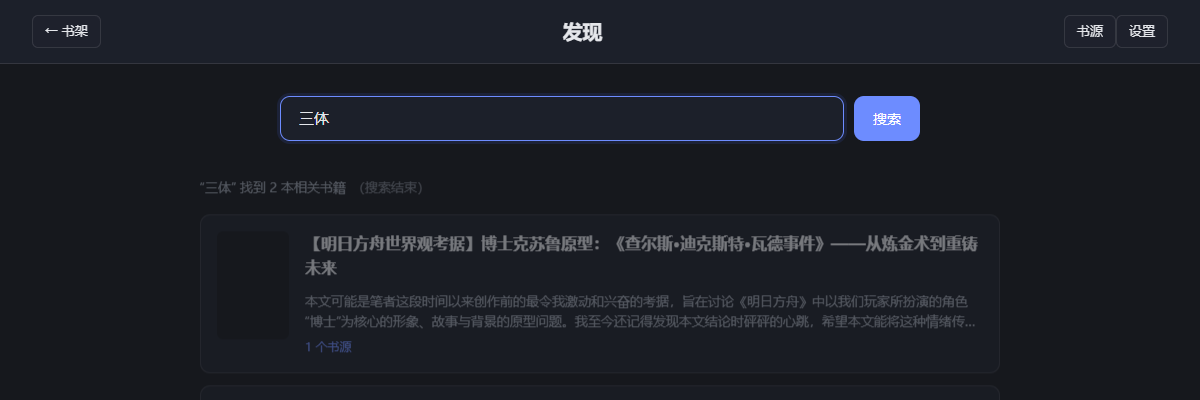 ← 书架
发现
书源
设置
三体
搜索
“三体” 找到 2 本相关书籍 （搜索结束）
【明日方舟世界观考据】博士克苏鲁原型：《查尔斯•迪克斯特•瓦德事件》——从炼金术到重铸
未来
本文可能是笔者这段时间以来创作前的最令我激动和兴奋的考据，旨在讨论《明日方舟》中以我们玩家所扮演的角色
“博士”为核心的形象、故事与背景的原型问题。我至今还记得发现本文结论时砰砰的心跳，希望本文能将这种情绪传...
1 个书源